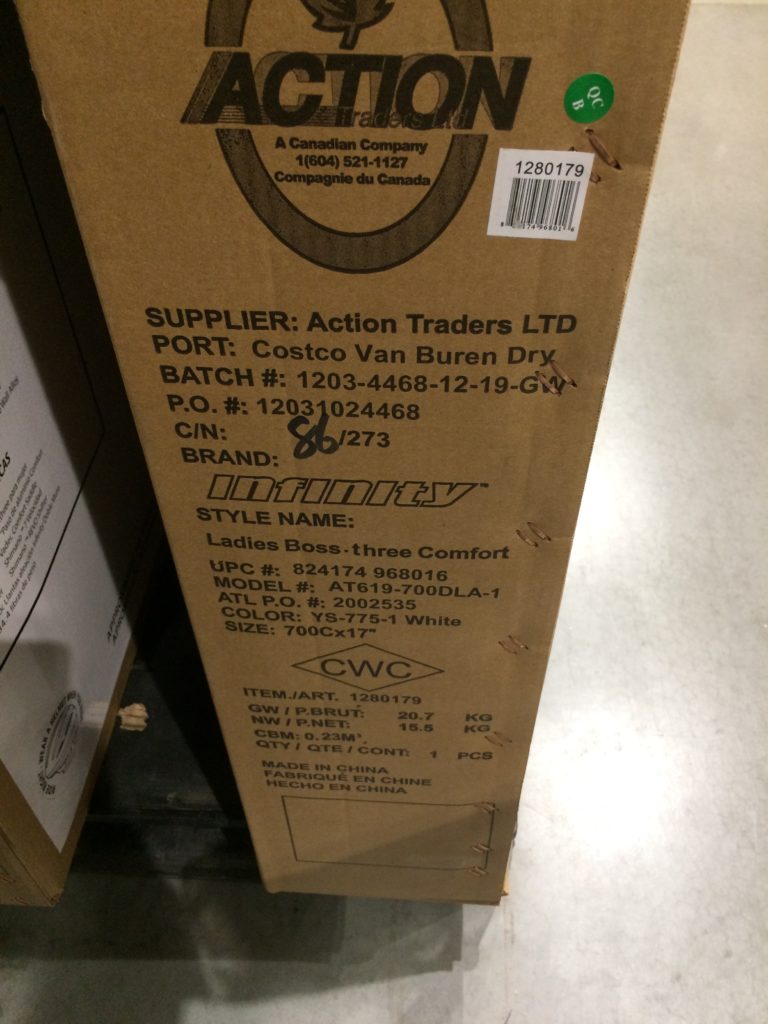 ACTION
Traders Ltd
A Canadian Company
1(604) 521-1127
Compagnie du Canada
QC
B
1280179
SUPPLIER: Action Traders LTD
PORT: Costco Van Buren Dry
BATCH #: 1203-4468-12-19-GW
P.O. #: 12031024468
C/N: 86/273
BRAND:
Infinity™
STYLE NAME:
Ladies Boss-three Comfort
UPC #: 824174 968016
MODEL #: AT619-700DLA-1
ATL P.O. #: 2002535
COLOR: YS-775-1 White
SIZE: 700Cx17"
CWC
ITEM./ART. 1280179
GW / P.BRUT: 20.7 KG
NW / P.NET: 15.5 KG
CBM: 0.23M³
QTY / QTE / CONT: 1 PCS
MADE IN CHINA
FABRIQUÉ EN CHINE
HECHO EN CHINA
WEAR A HELMET